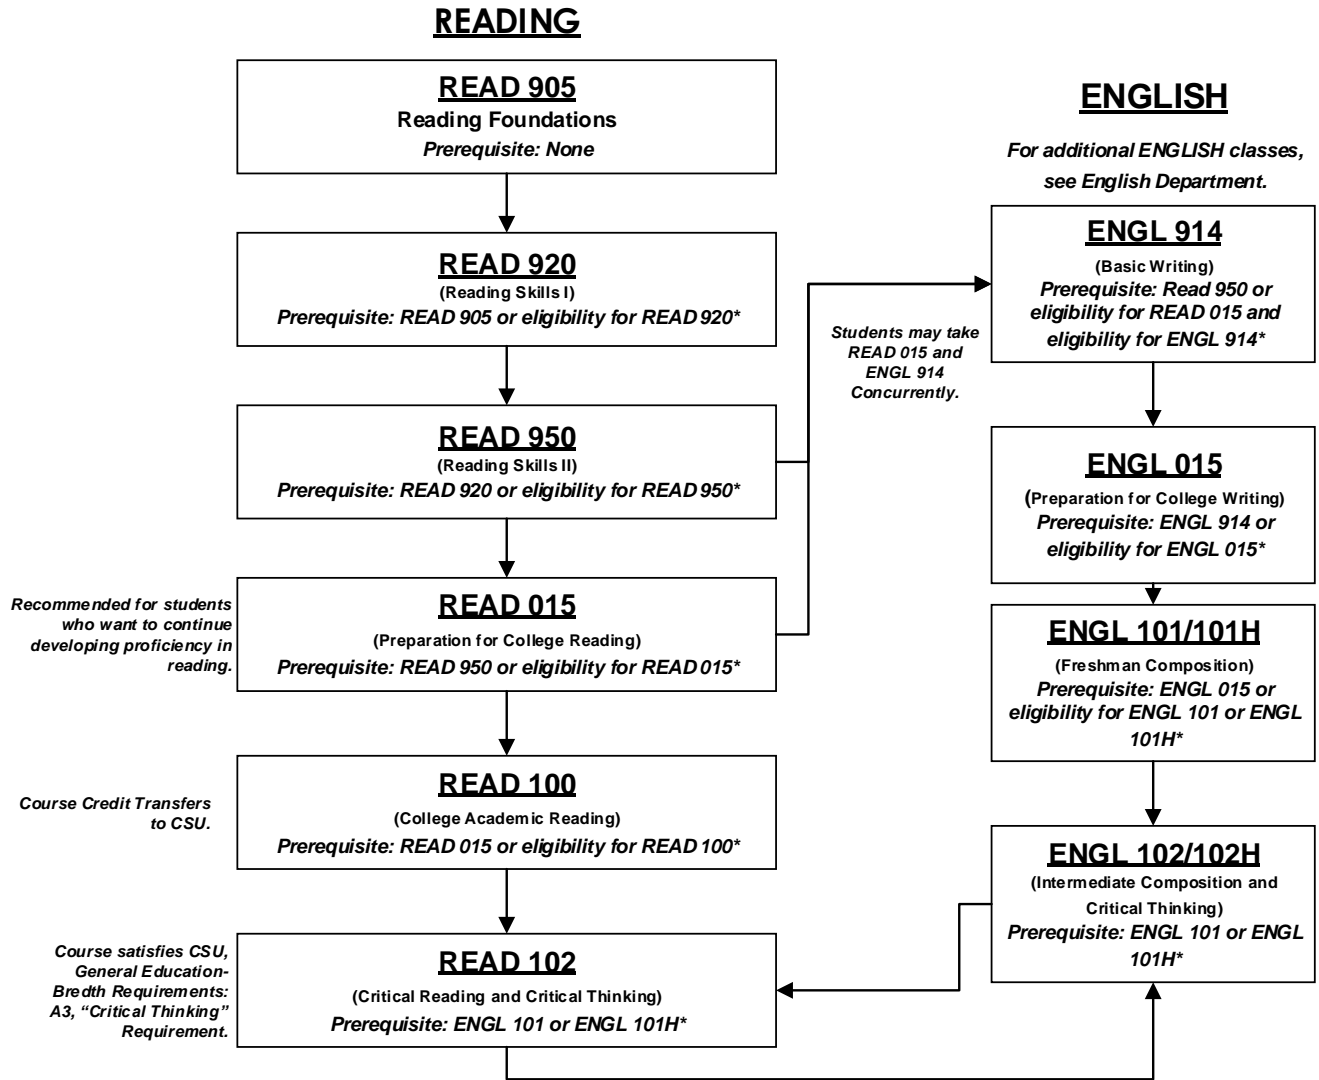 READING
READ 905
Reading Foundations
Prerequisite: None
READ 920
(Reading Skills I)
Prerequisite: READ 905 or eligibility for READ 920*
READ 950
(Reading Skills II)
Prerequisite: READ 920 or eligibility for READ 950*
Recommended for students
who want to continue
developing proficiency in
reading.
READ 015
(Preparation for College Reading)
Prerequisite: READ 950 or eligibility for READ 015*
Course Credit Transfers
to CSU.
READ 100
(College Academic Reading)
Prerequisite: READ 015 or eligibility for READ 100*
Course satisfies CSU,
General Education-
Bredth Requirements:
A3, “Critical Thinking”
Requirement.
READ 102
(Critical Reading and Critical Thinking)
Prerequisite: ENGL 101 or ENGL 101H*
Students may take
READ 015 and
ENGL 914
Concurrently.
ENGLISH
For additional ENGLISH classes,
see English Department.
ENGL 914
(Basic Writing)
Prerequisite: Read 950 or
eligibility for READ 015 and
eligibility for ENGL 914*
ENGL 015
(Preparation for College Writing)
Prerequisite: ENGL 914 or
eligibility for ENGL 015*
ENGL 101/101H
(Freshman Composition)
Prerequisite: ENGL 015 or
eligibility for ENGL 101 or ENGL
101H*
ENGL 102/102H
(Intermediate Composition and
Critical Thinking)
Prerequisite: ENGL 101 or ENGL
101H*